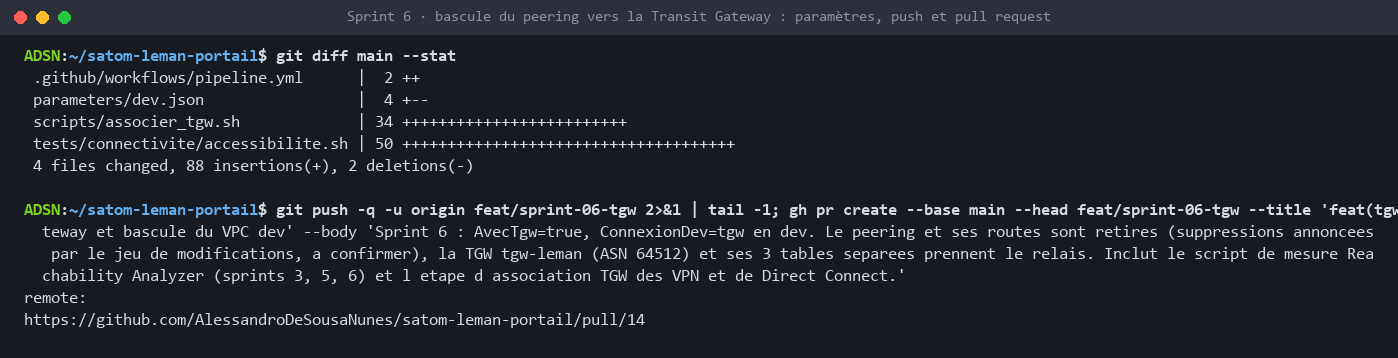 Sprint 6 · bascule du peering vers la Transit Gateway : paramètres, push et pull request
ADSN:~/satom-leman-portail$ git diff main --stat
.github/workflows/pipeline.yml | 2 ++
parameters/dev.json | 4 +--
scripts/associer_tgw.sh | 34 +++++++++++++++++++++++++
tests/connectivite/accessibilite.sh | 50 +++++++++++++++++++++++++++++++++++++
4 files changed, 88 insertions(+), 2 deletions(-)
ADSN:~/satom-leman-portail$ git push -q -u origin feat/sprint-06-tgw 2>&1 | tail -1; gh pr create --base main --head feat/sprint-06-tgw --title 'feat(tgw
teway et bascule du VPC dev' --body 'Sprint 6 : AvecTgw=true, ConnexionDev=tgw en dev. Le peering et ses routes sont retires (suppressions annoncees
par le jeu de modifications, a confirmer), la TGW tgw-leman (ASN 64512) et ses 3 tables separees prennent le relais. Inclut le script de mesure Rea
chability Analyzer (sprints 3, 5, 6) et l etape d association TGW des VPN et de Direct Connect.'
remote:
https://github.com/AlessandroDeSousaNunes/satom-leman-portail/pull/14